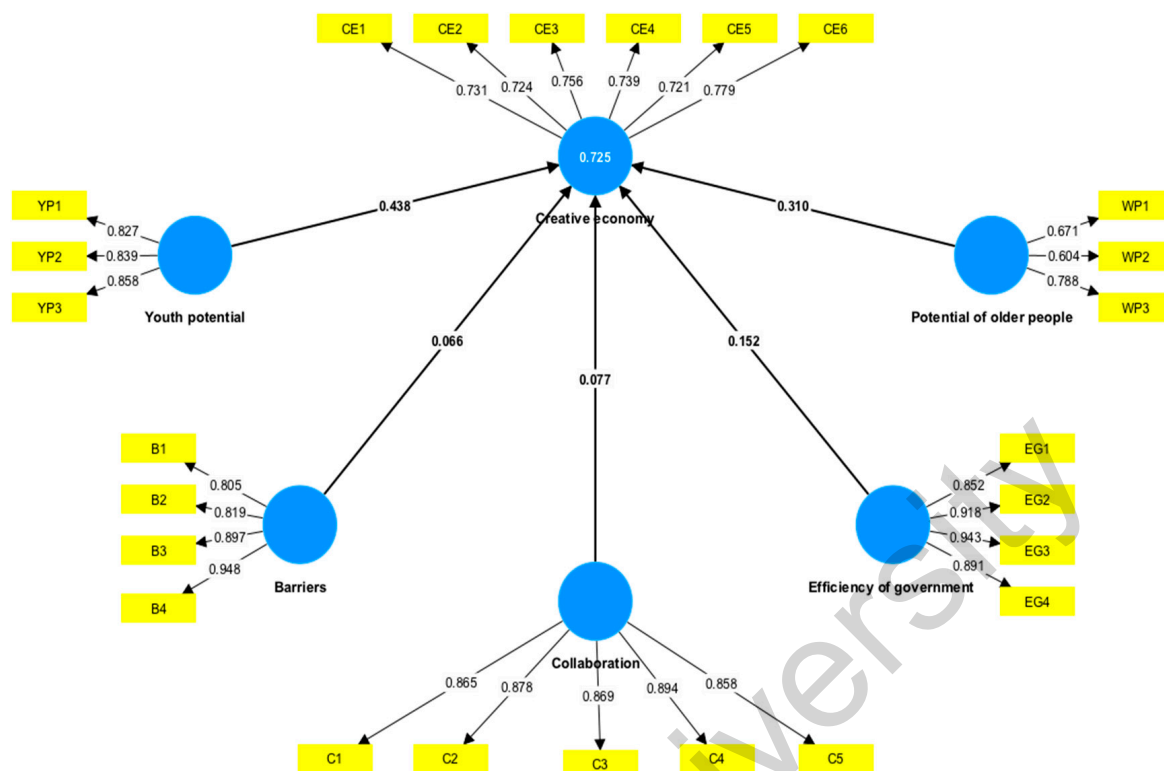 CE1 CE2 CE3 CE4 CE5 CE6
0.731 0.724 0.756 0.739 0.721 0.779
0.725
Creative economy
YP1
YP2
YP3
0.827
0.839
0.858
Youth potential
0.438
0.310
WP1
WP2
WP3
0.671
0.604
0.788
Potential of older people
0.066
0.077
0.152
B1
B2
B3
B4
0.805
0.819
0.897
0.948
Barriers
EG1
EG2
EG3
EG4
0.852
0.918
0.943
0.891
Efficiency of government
Collaboration
0.865 0.878 0.869 0.894 0.858
C1 C2 C3 C4 C5
iversity